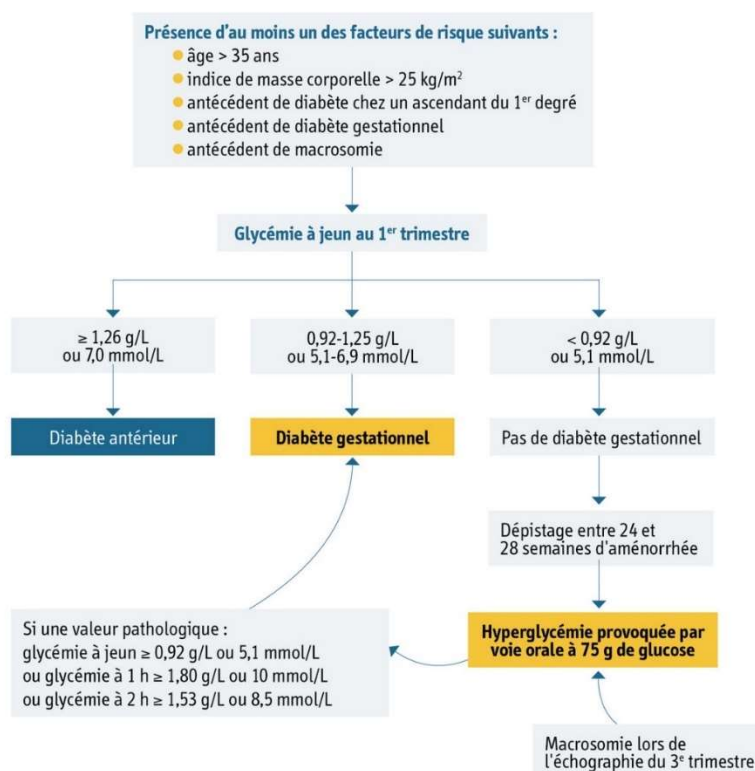 Présence d'au moins un des facteurs de risque suivants :
● âge > 35 ans
● indice de masse corporelle > 25 kg/m²
● antécédent de diabète chez un ascendant du 1er degré
● antécédent de diabète gestationnel
● antécédent de macrosomie
Glycémie à jeun au 1er trimestre
≥ 1,26 g/L
ou 7,0 mmol/L
0,92-1,25 g/L
ou 5,1-6,9 mmol/L
< 0,92 g/L
ou 5,1 mmol/L
Diabète antérieur
Diabète gestationnel
Pas de diabète gestationnel
Dépistage entre 24 et
28 semaines d'aménorrhée
Si une valeur pathologique :
glycémie à jeun ≥ 0,92 g/L ou 5,1 mmol/L
ou glycémie à 1 h ≥ 1,80 g/L ou 10 mmol/L
ou glycémie à 2 h ≥ 1,53 g/L ou 8,5 mmol/L
Hyperglycémie provoquée par
voie orale à 75 g de glucose
Macrosomie lors de
l'échographie du 3e trimestre